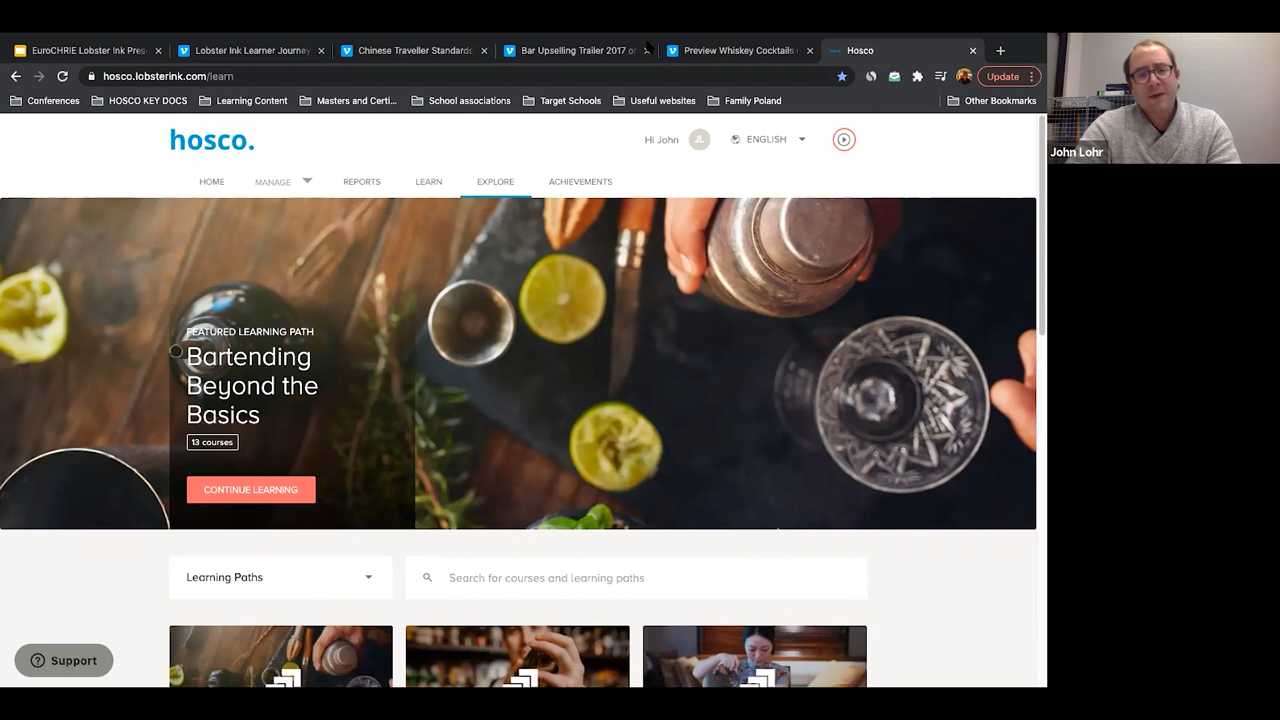 EuroCHRIE Lobster Ink Pres
Lobster Ink Learner Journey
Chinese Traveller Standards
Bar Upselling Trailer 2017 o
Preview Whiskey Cocktails
Hosco
hosco.lobsterink.com/learn
Update
Conferences
HOSCO KEY DOCS
Learning Content
Masters and Certi...
School associations
Target Schools
Useful websites
Family Poland
Other Bookmarks
John Lohr
hosco.
Hi John
JL
ENGLISH
HOME
MANAGE
REPORTS
LEARN
EXPLORE
ACHIEVEMENTS
FEATURED LEARNING PATH
Bartending
Beyond the
Basics
13 courses
CONTINUE LEARNING
Learning Paths
Search for courses and learning paths
Support